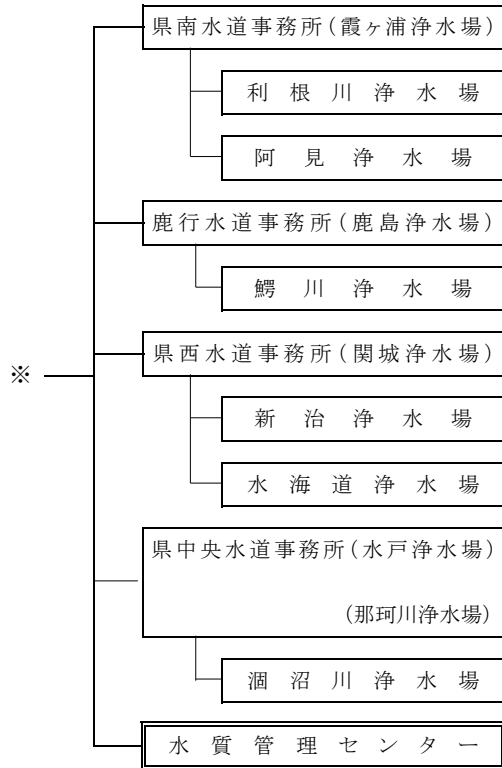 県南水道事務所(霞ヶ浦浄水場)
利根川浄水場
阿見浄水場
鹿行水道事務所(鹿島浄水場)
鰐川浄水場
県西水道事務所(関城浄水場)
※
新治浄水場
水海道浄水場
県中央水道事務所(水戸浄水場)
(那珂川浄水場)
涸沼川浄水場
水質管理センター